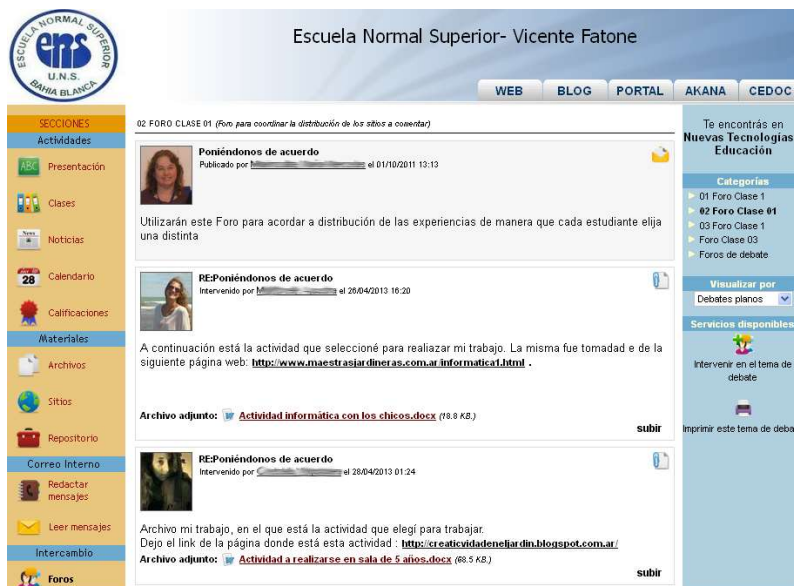 ESCUELA NORMAL SUPERIOR
ens
U.N.S.
BAHIA BLANCA
Escuela Normal Superior- Vicente Fatone
WEB BLOG PORTAL AKANA CEDOC
SECCIONES
Actividades
ABC Presentación
Clases
News Noticias
28 Calendario
Calificaciones
Materiales
Archivos
Sitios
Repositorio
Correo Interno
Redactar
mensajes
Leer mensajes
Intercambio
Foros
02 FORO CLASE 01 (Foro para coordinar la distribución de los sitios a comentar)
Poniéndonos de acuerdo
Publicado por el 01/10/2011 13:13
Utilizarán este Foro para acordar a distribución de las experiencias de manera que cada estudiante elija
una distinta
RE:Poniéndonos de acuerdo
Intervenido por el 26/04/2013 16:20
A continuación está la actividad que seleccioné para realiazar mi trabajo. La misma fue tomadad e de la
siguiente página web: http://www.maestrasjardineras.com.ar/informatica1.html .
Archivo adjunto: Actividad informática con los chicos.docx (18.8 KB.)
subir
RE:Poniéndonos de acuerdo
Intervenido por el 28/04/2013 01:24
Archivo mi trabajo, en el que está la actividad que elegí para trabajar.
Dejo el link de la página donde está esta actividad : http://creaticvidadeneljardin.blogspot.com.ar/
Archivo adjunto: Actividad a realizarse en sala de 5 años.docx (68.5 KB.)
subir
Te encontrás en
Nuevas Tecnologías
Educación
Categorías
01 Foro Clase 1
02 Foro Clase 01
03 Foro Clase 1
Foro Clase 03
Foros de debate
Visualizar por
Debates planos
Servicios disponibles
Intervenir en el tema de
debate
Imprimir este tema de deba